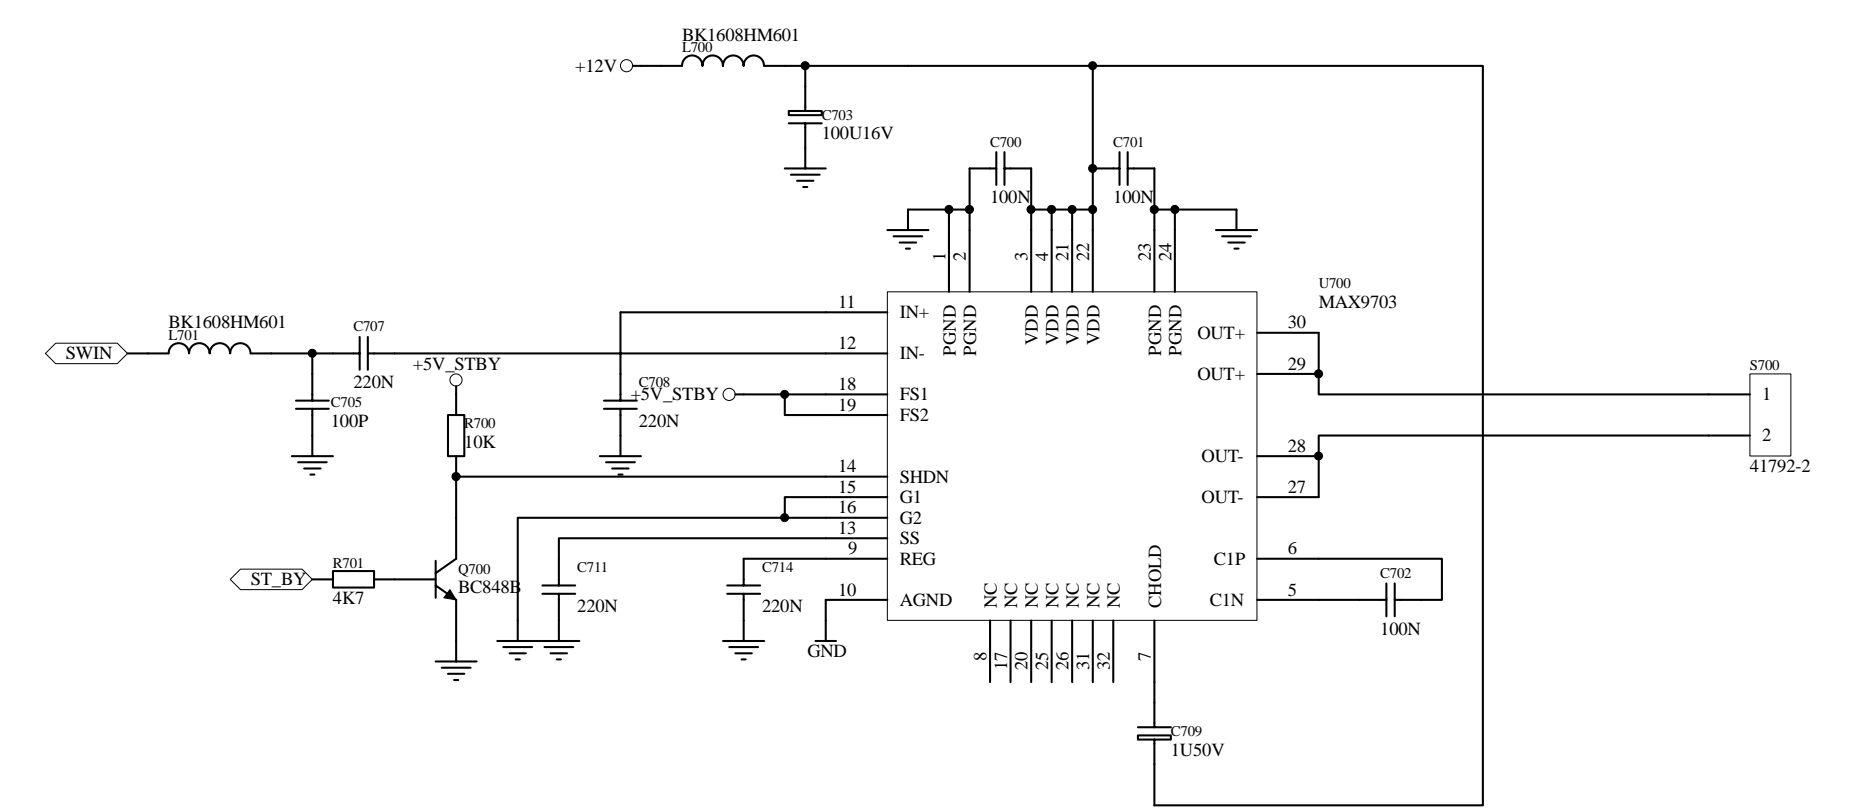 BK1608HM601
L700
+12V
C703
100U16V
C700
100N
C701
100N
1
2
3
4
21
22
23
24
U700
MAX9703
PGND
PGND
VDD
VDD
VDD
VDD
PGND
PGND
11
IN+
12
IN-
18
FS1
19
FS2
14
SHDN
15
G1
16
G2
13
SS
9
REG
10
AGND
OUT+
30
OUT+
29
OUT-
28
OUT-
27
C1P
6
C1N
5
BK1608HM601
L701
SWIN
C707
220N
C705
100P
+5V_STBY
R700
10K
C708
220N
+5V_STBY
ST_BY
R701
4K7
Q700
BC848B
C711
220N
C714
220N
GND
NC
NC
NC
NC
NC
NC
NC
CHOLD
8
17
20
25
26
31
32
7
C709
1U50V
C702
100N
S700
1
2
41792-2